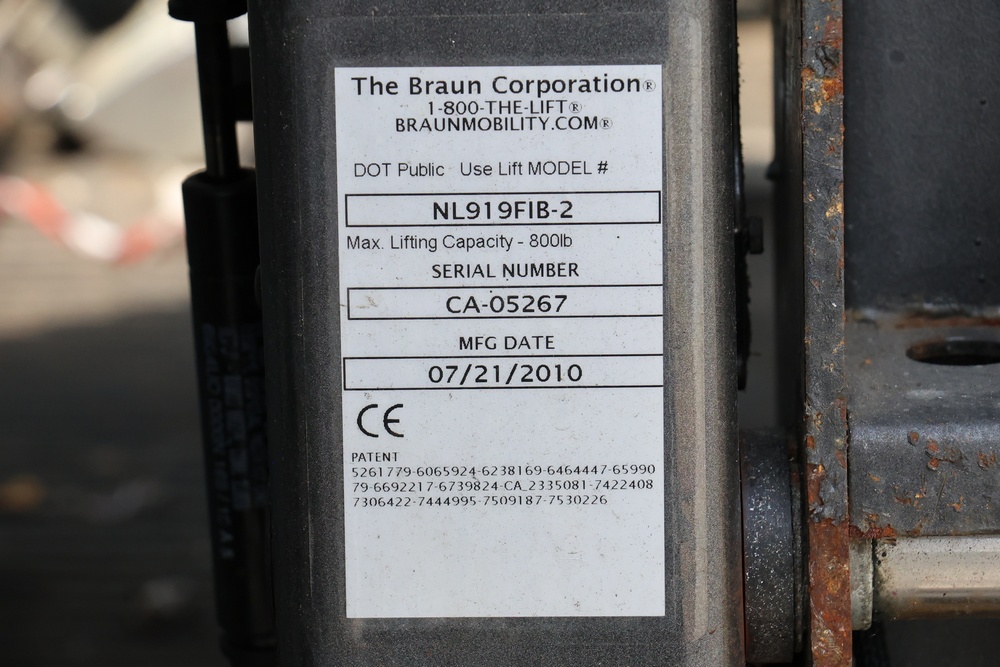 The Braun Corporation®
1-800-THE-LIFT®
BRAUNMOBILITY.COM®
DOT Public Use Lift MODEL #
NL919FIB-2
Max. Lifting Capacity - 800lb
SERIAL NUMBER
CA-05267
MFG DATE
07/21/2010
CE
PATENT
5261779-6065924-6238169-6464447-65990
79-6692217-6739824-CA_2335081-7422408
7306422-7444995-7509187-7530226